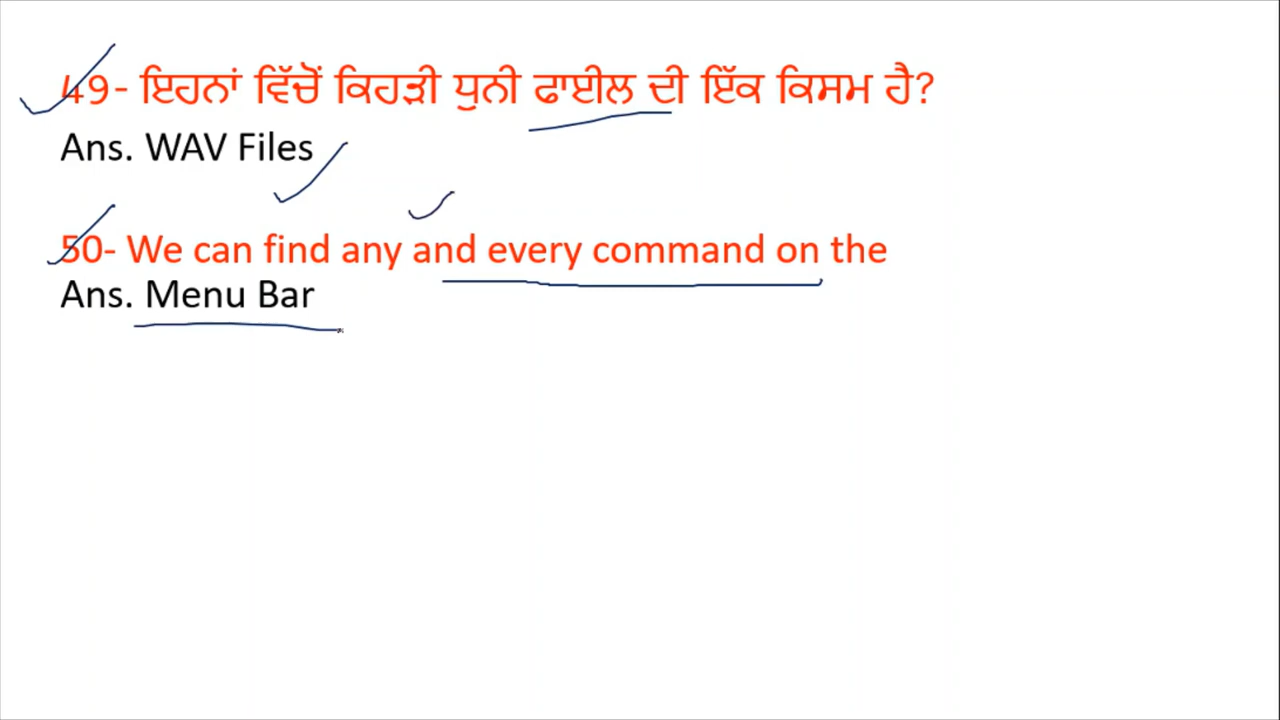 49- ਇਹਨਾਂ ਵਿੱਚੋਂ ਕਿਹੜੀ ਧੁਨੀ ਫਾਈਲ ਦੀ ਇੱਕ ਕਿਸਮ ਹੈ?
Ans. WAV Files
50- We can find any and every command on the
Ans. Menu Bar